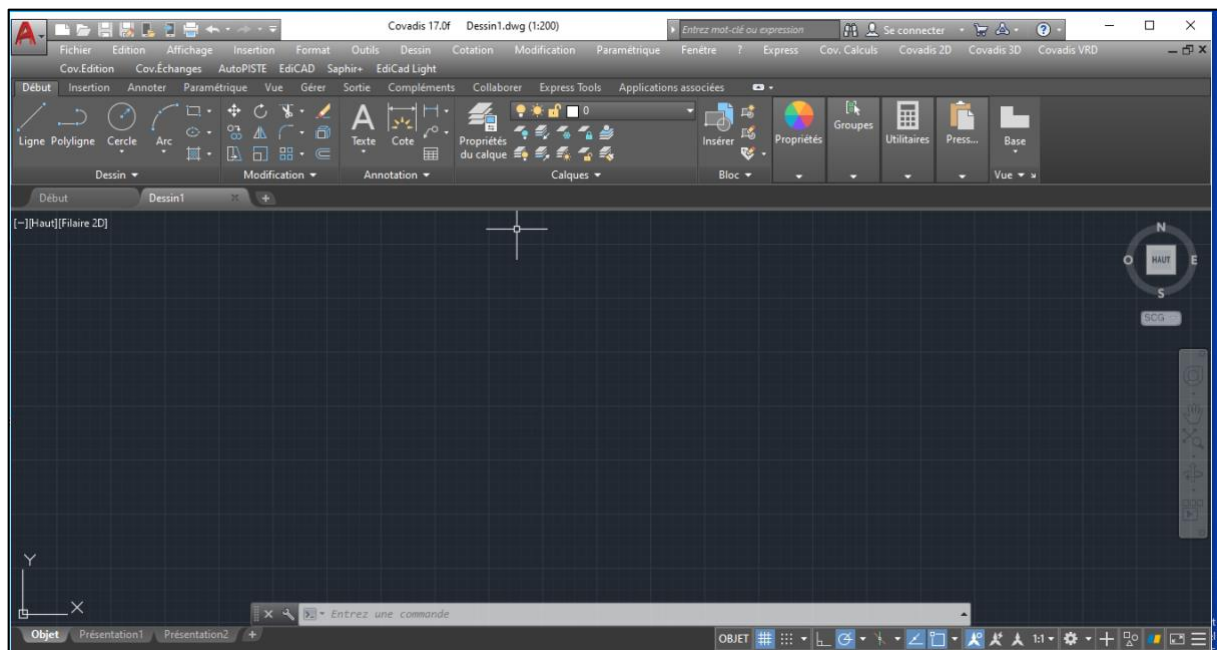 A Covadis 17.0f Dessin1.dwg (1:200) Entrez mot-clé ou expression Se connecter ?
Fichier Edition Affichage Insertion Format Outils Dessin Cotation Modification Paramétrique Fenêtre ? Express Cov. Calculs Covadis 2D Covadis 3D Covadis VRD
Cov.Edition Cov.Échanges AutoPISTE EdiCAD Saphir+ EdiCad Light
Début Insertion Annoter Paramétrique Vue Gérer Sortie Compléments Collaborer Express Tools Applications associées
0
Ligne Polyligne Cercle Arc A Texte Cote Propriétés du calque Insérer Propriétés Groupes Utilitaires Press... Base
Dessin Modification Annotation Calques Bloc Vue
Début Dessin1
[−][Haut][Filaire 2D]
N
O HAUT E
S
SCG
Y
X
Entrez une commande
Objet Présentation1 Présentation2 +
OBJET 1:1